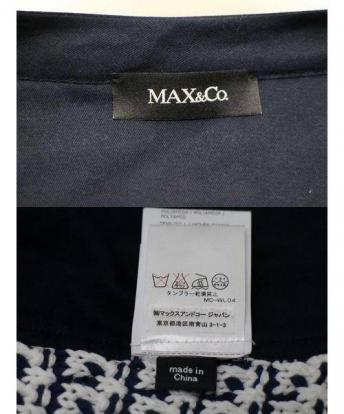 MAX&Co.
タンブラー乾燥禁止
MC-WL04
㈱マックスアンドコー ジャパン
東京都港区南青山 3-1-3
made in
China